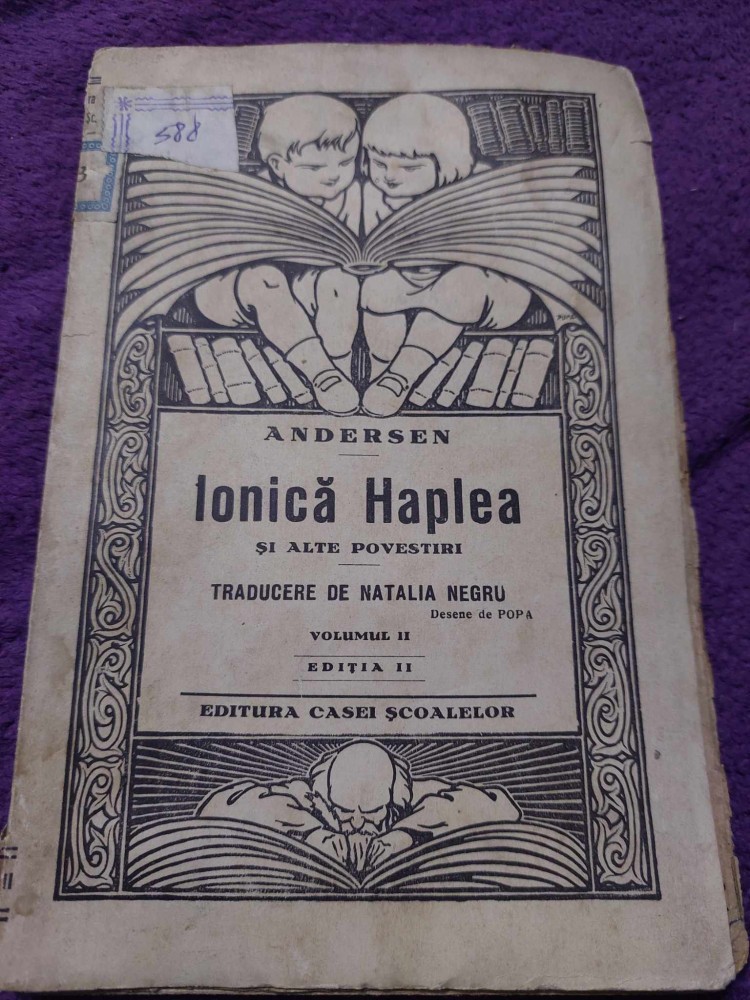 588
ANDERSEN
Ionică Haplea
ŞI ALTE POVESTIRI
TRADUCERE DE NATALIA NEGRU
Desene de POPA
VOLUMUL II
EDIŢIA II
EDITURA CASEI ŞCOALELOR